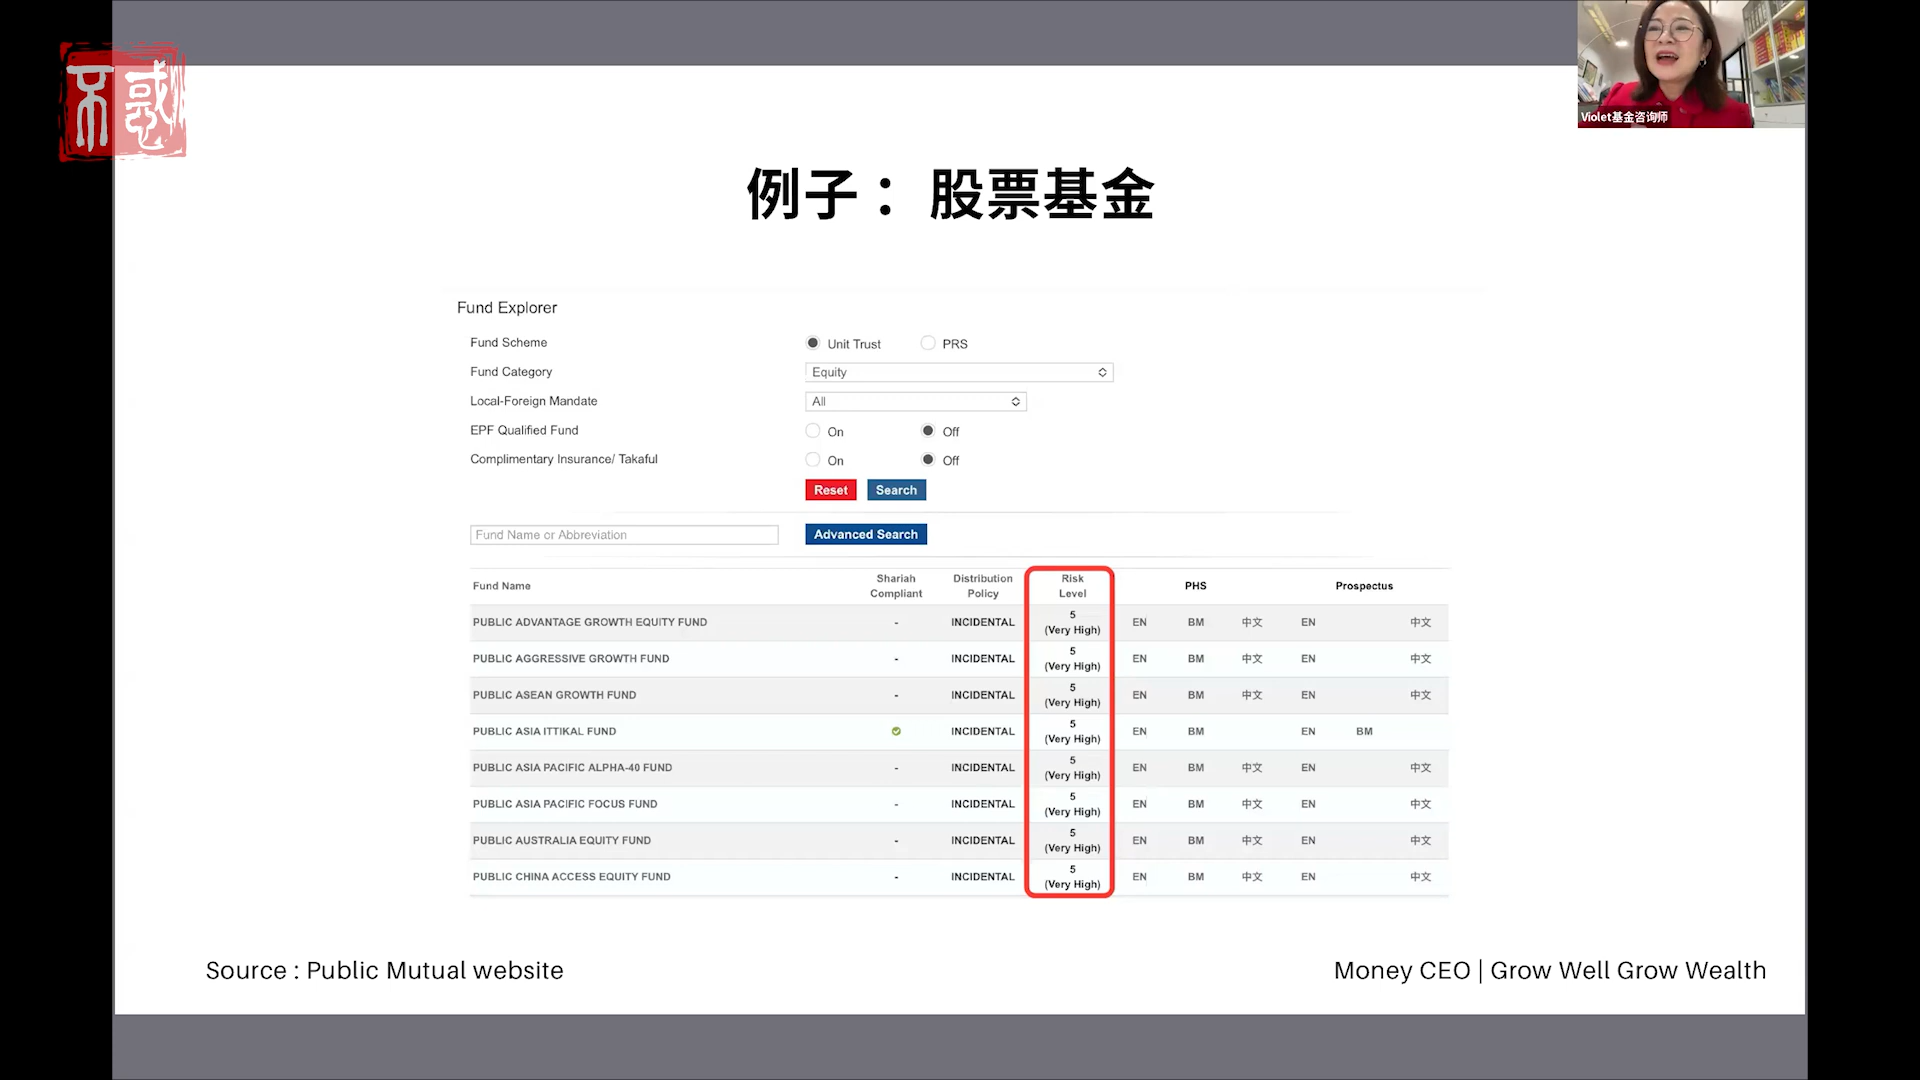 不惑
Violet基金咨询师
例子：股票基金
Fund Explorer
Fund Scheme Unit Trust PRS
Fund Category Equity
Local-Foreign Mandate All
EPF Qualified Fund On Off
Complimentary Insurance/ Takaful On Off
Reset Search
Fund Name or Abbreviation Advanced Search
Fund Name Shariah Compliant Distribution Policy Risk Level PHS Prospectus
PUBLIC ADVANTAGE GROWTH EQUITY FUND - INCIDENTAL 5 (Very High) EN BM 中文 EN 中文
PUBLIC AGGRESSIVE GROWTH FUND - INCIDENTAL 5 (Very High) EN BM 中文 EN 中文
PUBLIC ASEAN GROWTH FUND - INCIDENTAL 5 (Very High) EN BM 中文 EN 中文
PUBLIC ASIA ITTIKAL FUND INCIDENTAL 5 (Very High) EN BM EN BM
PUBLIC ASIA PACIFIC ALPHA-40 FUND - INCIDENTAL 5 (Very High) EN BM 中文 EN 中文
PUBLIC ASIA PACIFIC FOCUS FUND - INCIDENTAL 5 (Very High) EN BM 中文 EN 中文
PUBLIC AUSTRALIA EQUITY FUND - INCIDENTAL 5 (Very High) EN BM 中文 EN 中文
PUBLIC CHINA ACCESS EQUITY FUND - INCIDENTAL 5 (Very High) EN BM 中文 EN 中文
Source : Public Mutual website
Money CEO | Grow Well Grow Wealth